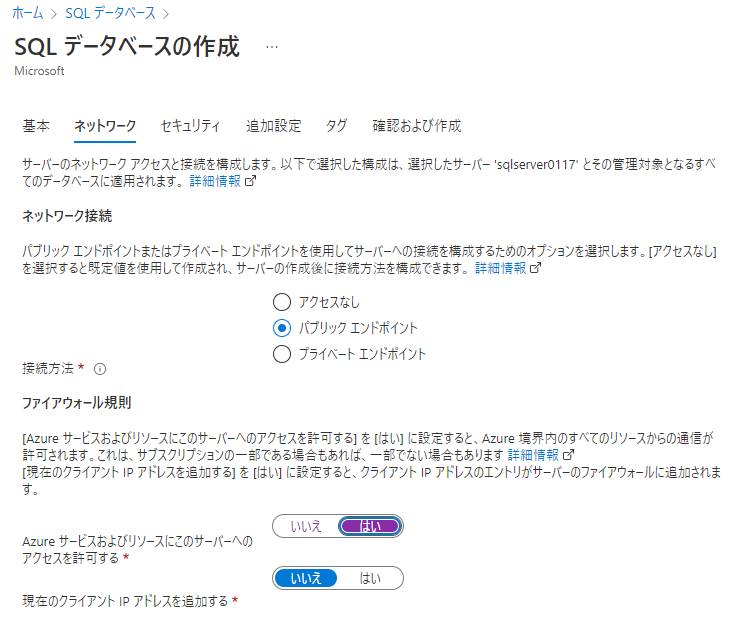 ホーム > SQL データベース >
SQL データベースの作成 …
Microsoft
基本 ネットワーク セキュリティ 追加設定 タグ 確認および作成
サーバーのネットワーク アクセスと接続を構成します。以下で選択した構成は、選択したサーバー 'sqlserver0117' とその管理対象となるすべ
てのデータベースに適用されます。 詳細情報
ネットワーク接続
パブリック エンドポイントまたはプライベート エンドポイントを使用してサーバーへの接続を構成するためのオプションを選択します。[アクセスなし]
を選択すると既定値を使用して作成され、サーバーの作成後に接続方法を構成できます。 詳細情報
アクセスなし
パブリック エンドポイント
プライベート エンドポイント
接続方法 *
ファイアウォール規則
[Azure サービスおよびリソースにこのサーバーへのアクセスを許可する] を [はい] に設定すると、Azure 境界内のすべてのリソースからの通信が
許可されます。これは、サブスクリプションの一部である場合もあれば、一部でない場合もあります 詳細情報
[現在のクライアント IP アドレスを追加する] を [はい] に設定すると、クライアント IP アドレスのエントリがサーバーのファイアウォールに追加されま
す。
いいえ はい
Azure サービスおよびリソースにこのサーバーへの
アクセスを許可する *
いいえ はい
現在のクライアント IP アドレスを追加する *